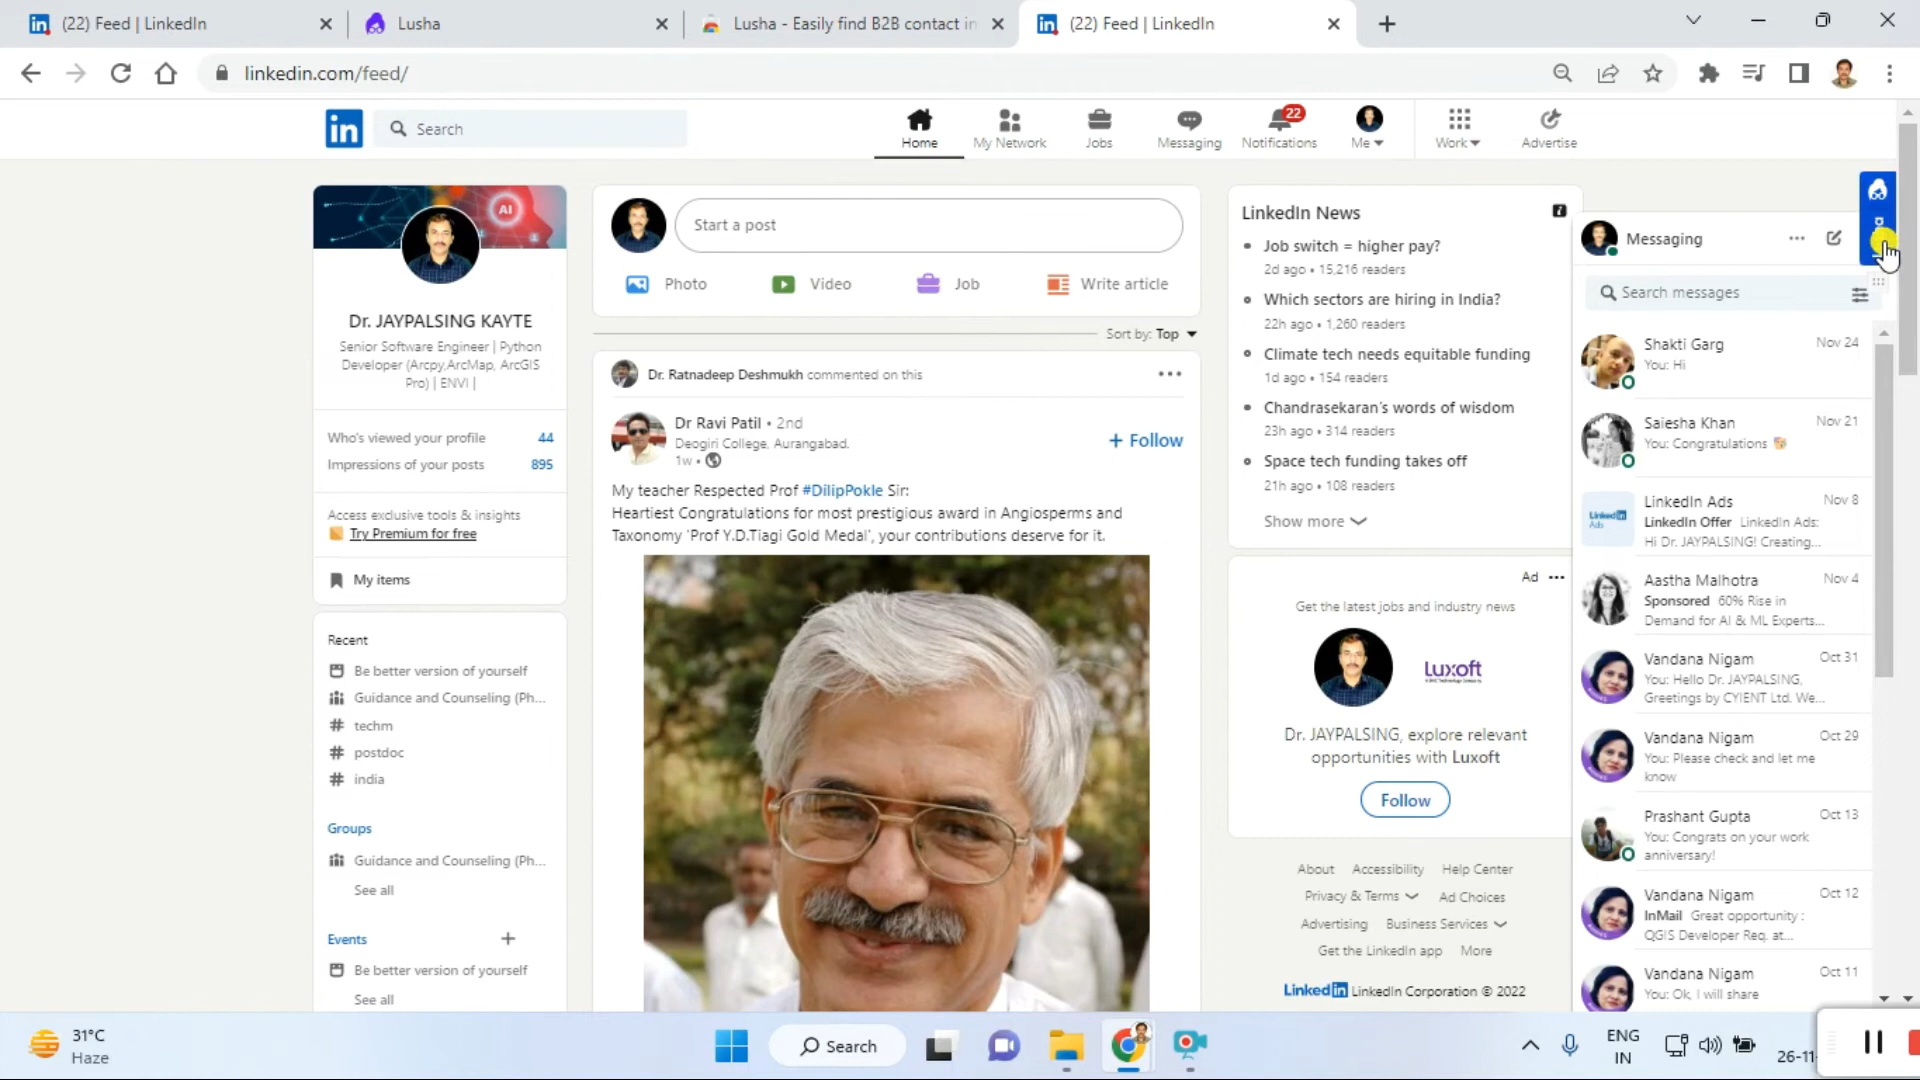 (22) Feed | LinkedIn
Lusha
Lusha - Easily find B2B contact in
(22) Feed | LinkedIn
linkedin.com/feed/
in
Search
Home
My Network
Jobs
Messaging
22
Notifications
Me
Work
Advertise
AI
Dr. JAYPALSING KAYTE
Senior Software Engineer | Python
Developer (Arcpy,ArcMap, ArcGIS
Pro) | ENVI |
Who's viewed your profile 44
Impressions of your posts 895
Access exclusive tools & insights
Try Premium for free
My items
Recent
Be better version of yourself
Guidance and Counseling (Ph...
# techm
# postdoc
# india
Groups
Guidance and Counseling (Ph...
See all
Events +
Be better version of yourself
See all
Start a post
Photo
Video
Job
Write article
Sort by: Top
Dr. Ratnadeep Deshmukh commented on this
Dr Ravi Patil • 2nd
Deogiri College, Aurangabad.
1w •
+ Follow
My teacher Respected Prof #DilipPokle Sir:
Heartiest Congratulations for most prestigious award in Angiosperms and
Taxonomy 'Prof Y.D.Tiagi Gold Medal', your contributions deserve for it.
LinkedIn News
• Job switch = higher pay?
2d ago • 15,216 readers
• Which sectors are hiring in India?
22h ago • 1,260 readers
• Climate tech needs equitable funding
1d ago • 154 readers
• Chandrasekaran's words of wisdom
23h ago • 314 readers
• Space tech funding takes off
21h ago • 108 readers
Show more
Ad
Get the latest jobs and industry news
Luxoft
Dr. JAYPALSING, explore relevant
opportunities with Luxoft
Follow
About Accessibility Help Center
Privacy & Terms Ad Choices
Advertising Business Services
Get the LinkedIn app More
LinkedIn LinkedIn Corporation © 2022
Messaging
Search messages
Shakti Garg Nov 24
You: Hi
Saiesha Khan Nov 21
You: Congratulations
LinkedIn Ads
LinkedIn Ads Nov 8
LinkedIn Offer LinkedIn Ads:
Hi Dr. JAYPALSING! Creating...
Aastha Malhotra Nov 4
Sponsored 60% Rise in
Demand for AI & ML Experts...
Vandana Nigam Oct 31
You: Hello Dr. JAYPALSING,
Greetings by CYIENT Ltd. We...
Vandana Nigam Oct 29
You: Please check and let me
know
Prashant Gupta Oct 13
You: Congrats on your work
anniversary!
Vandana Nigam Oct 12
InMail Great opportunity :
QGIS Developer Req. at...
Vandana Nigam Oct 11
You: Ok, I will share
31°C
Haze
Search
ENG
IN
26-11